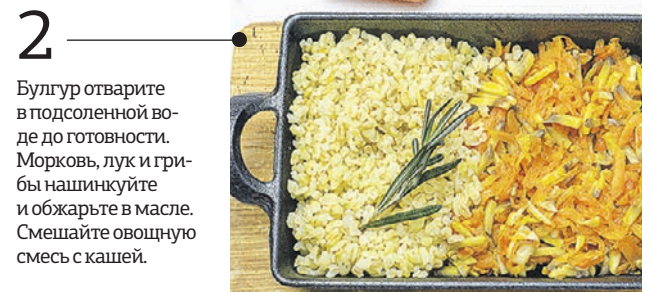 2
Булгур отварите
в подсоленной во-
де до готовности.
Морковь, лук и гри-
бы нашинкуйте
и обжарьте в масле.
Смешайте овощную
смесь с кашей.